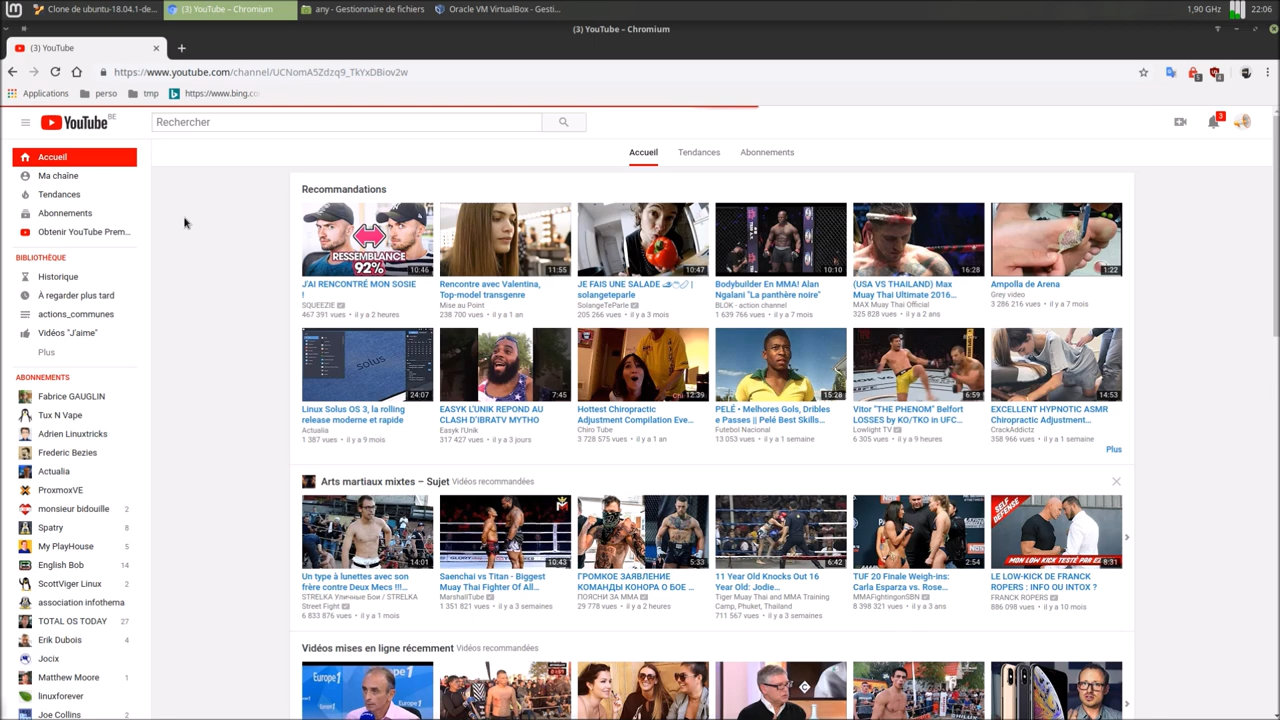 Clone de ubuntu-18.04.1-de...
(3) YouTube – Chromium
any - Gestionnaire de fichiers
Oracle VM VirtualBox - Gesti...
1,90 GHz
22:06
(3) YouTube – Chromium
(3) YouTube
https://www.youtube.com/channel/UCNomA5Zdzq9_TkYxDBiov2w
Applications
perso
tmp
https://www.bing.co
YouTube BE
Rechercher
3
Accueil
Tendances
Abonnements
Accueil
Ma chaîne
Tendances
Abonnements
Obtenir YouTube Prem...
BIBLIOTHÈQUE
Historique
À regarder plus tard
actions_communes
Vidéos "J'aime"
Plus
ABONNEMENTS
Fabrice GAUGLIN
Tux N Vape
Adrien Linuxtricks
Frederic Bezies
Actualia
ProxmoxVE
monsieur bidouille 2
Spatry 8
My PlayHouse 5
English Bob 14
ScottViger Linux 2
association infothema
TOTAL OS TODAY 27
Erik Dubois 4
Jocix
Matthew Moore 1
linuxforever
Joe Collins 2
Recommandations
RESSEMBLANCE
92%
10:46
J'AI RENCONTRÉ MON SOSIE
!
SQUEEZIE
467 391 vues • il y a 2 heures
11:55
Rencontre avec Valentina,
Top-model transgenre
Mise au Point
238 700 vues • il y a 1 an
10:47
JE FAIS UNE SALADE |
solangeteparle
SolangeTeParle
205 266 vues • il y a 3 mois
10:10
Bodybuilder En MMA! Alan
Ngalani "La panthère noire"
BLOK - action channel
1 639 766 vues • il y a 7 mois
16:28
(USA VS THAILAND) Max
Muay Thai Ultimate 2016...
MAX Muay Thai Official
325 828 vues • il y a 2 ans
1:22
Ampolla de Arena
Grey video
3 286 216 vues • il y a 7 mois
solus
24:07
Linux Solus OS 3, la rolling
release moderne et rapide
Actualia
1 387 vues • il y a 9 mois
7:45
EASYK L'UNIK REPOND AU
CLASH D'IBRATV MYTHO
Easyk l'Unik
317 427 vues • il y a 3 jours
12:39
Hottest Chiropractic
Adjustment Compilation Eve...
Chiro Tube
3 728 575 vues • il y a 1 an
15:28
PELÉ • Melhores Gols, Dribles
e Passes || Pelé Best Skills...
Futebol Nacional
13 053 vues • il y a 1 semaine
6:59
Vitor "THE PHENOM" Belfort
LOSSES by KO/TKO in UFC...
Lowlight TV
6 305 vues • il y a 9 heures
14:53
EXCELLENT HYPNOTIC ASMR
Chiropractic Adjustment...
CrackAddictz
358 966 vues • il y a 1 semaine
Plus
Arts martiaux mixtes – Sujet Vidéos recommandées
14:01
Un type à lunettes avec son
frère contre Deux Mecs !!!...
STRELKA Уличные Бои / STRELKA
Street Fight
6 833 876 vues • il y a 1 mois
10:43
Saenchai vs Titan - Biggest
Muay Thai Fighter Of All...
MarshallTUBE
1 351 821 vues • il y a 3 semaines
5:33
ГРОМКОЕ ЗАЯВЛЕНИЕ
КОМАНДЫ КОНОРА О БОЕ ...
ПОЯСНИ ЗА ММА
29 778 vues • il y a 2 heures
6:42
11 Year Old Knocks Out 16
Year Old: Jodie...
Tiger Muay Thai and MMA Training
Camp, Phuket, Thailand
711 567 vues • il y a 3 semaines
2:54
TUF 20 Finale Weigh-ins:
Carla Esparza vs. Rose...
MMAFightingonSBN
8 398 321 vues • il y a 3 ans
SELF DEFENSE
MON LOW KICK TESTÉ PAR EL
8:31
LE LOW-KICK DE FRANCK
ROPERS : INFO OU INTOX ?
FRANCK ROPERS
886 098 vues • il y a 10 mois
Vidéos mises en ligne récemment Vidéos recommandées
Europe1
Europe 1